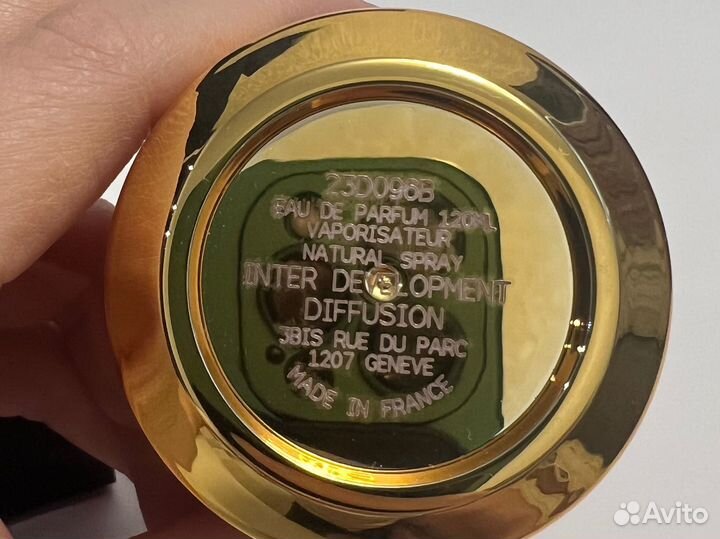 23D096B
EAU DE PARFUM 120ML
VAPORISATEUR
NATURAL SPRAY
INTER DEVELOPMENT
DIFFUSION
3BIS RUE DU PARC
1207 GENEVE
MADE IN FRANCE
Avito